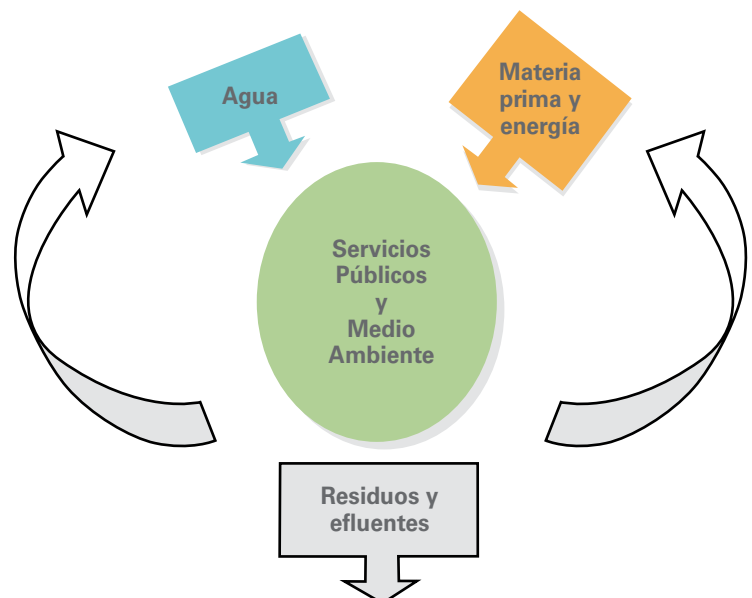 Agua
Materia
prima y
energía
Servicios
Públicos
y
Medio
Ambiente
Residuos y
efluentes